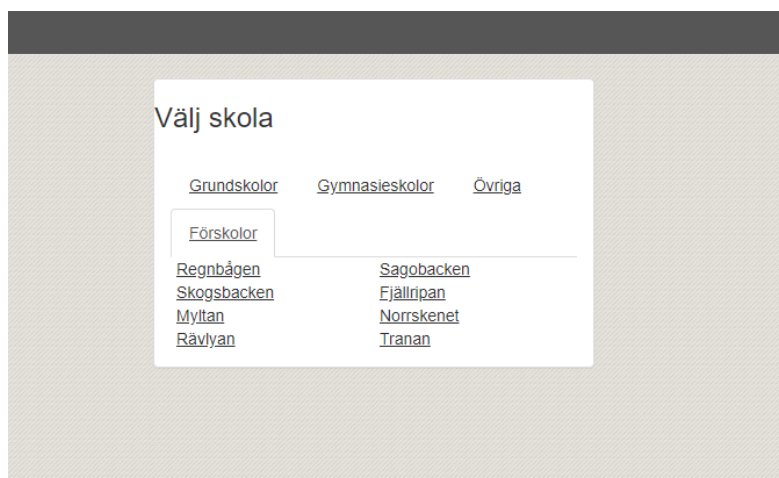 Välj skola
Grundskolor Gymnasieskolor Övriga
Förskolor
Regnbågen Sagobacken
Skogsbacken Fjällripan
Myltan Norrskenet
Rävlyan Tranan